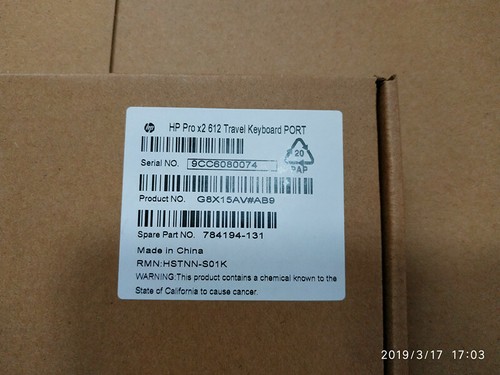 hp HP Pro x2 612 Travel Keyboard PORT
Serial NO. 9CC6080074
20
PAP
Product NO. G8X15AV#AB9
Spare Part NO. 784194-131
Made in China
RMN:HSTNN-S01K
WARNING:This product contains a chemical known to the
State of California to cause cancer.
2019/3/17 17:03